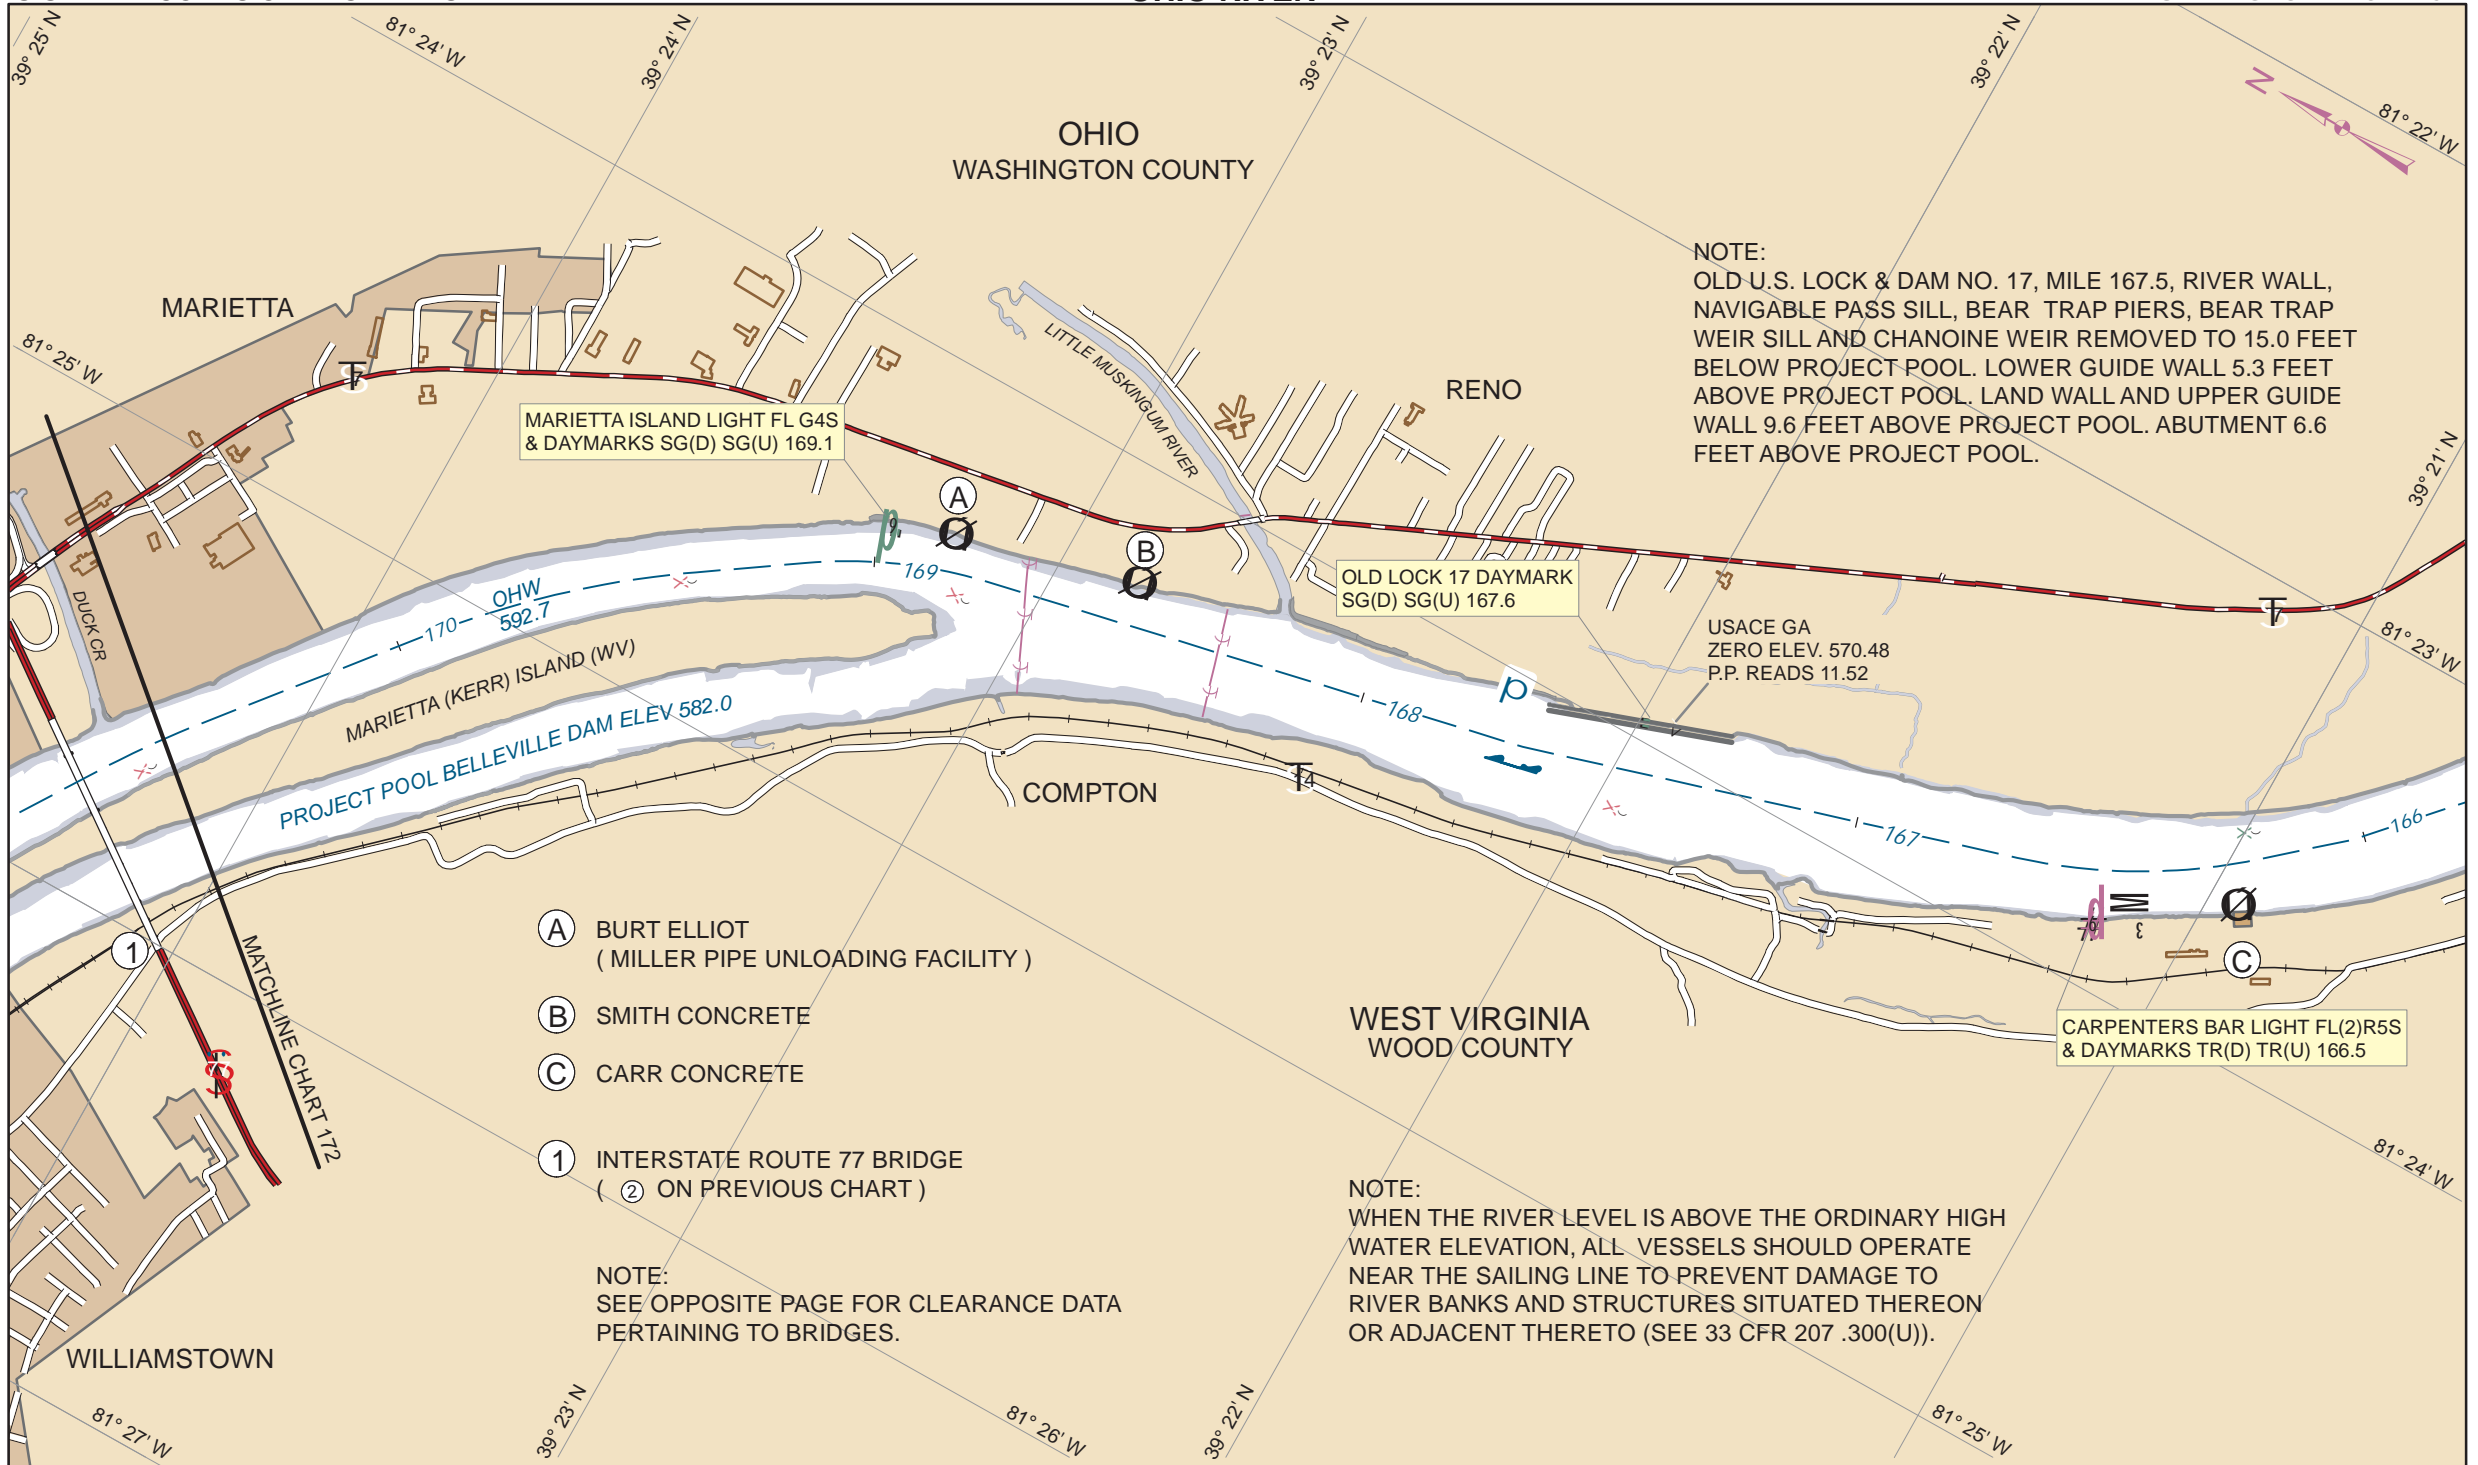 OHIO RIVER
39° 25' N
81° 24' W
39° 24' N
39° 23' N
39° 22' N
N
81° 22' W
OHIO
WASHINGTON COUNTY
MARIETTA
81° 25' W
7
MARIETTA ISLAND LIGHT FL G4S
& DAYMARKS SG(D) SG(U) 169.1
LITTLE MUSKINGUM RIVER
RENO
NOTE:
OLD U.S. LOCK & DAM NO. 17, MILE 167.5, RIVER WALL,
NAVIGABLE PASS SILL, BEAR TRAP PIERS, BEAR TRAP
WEIR SILL AND CHANOINE WEIR REMOVED TO 15.0 FEET
BELOW PROJECT POOL. LOWER GUIDE WALL 5.3 FEET
ABOVE PROJECT POOL. LAND WALL AND UPPER GUIDE
WALL 9.6 FEET ABOVE PROJECT POOL. ABUTMENT 6.6
FEET ABOVE PROJECT POOL.
39° 21' N
A
B
OLD LOCK 17 DAYMARK
SG(D) SG(U) 167.6
USACE GA
ZERO ELEV. 570.48
P.P. READS 11.52
7
81° 23' W
DUCK CR
170
OHW
592.7
169
168
167
166
MARIETTA (KERR) ISLAND (WV)
PROJECT POOL BELLEVILLE DAM ELEV 582.0
COMPTON
14
1
MATCHLINE CHART 172
C
A BURT ELLIOT
( MILLER PIPE UNLOADING FACILITY )
B SMITH CONCRETE
C CARR CONCRETE
1 INTERSTATE ROUTE 77 BRIDGE
( 2 ON PREVIOUS CHART )
NOTE:
SEE OPPOSITE PAGE FOR CLEARANCE DATA
PERTAINING TO BRIDGES.
WEST VIRGINIA
WOOD COUNTY
CARPENTERS BAR LIGHT FL(2)R5S
& DAYMARKS TR(D) TR(U) 166.5
NOTE:
WHEN THE RIVER LEVEL IS ABOVE THE ORDINARY HIGH
WATER ELEVATION, ALL VESSELS SHOULD OPERATE
NEAR THE SAILING LINE TO PREVENT DAMAGE TO
RIVER BANKS AND STRUCTURES SITUATED THEREON
OR ADJACENT THERETO (SEE 33 CFR 207 .300(U)).
81° 24' W
WILLIAMSTOWN
81° 27' W
39° 23' N
81° 26' W
39° 22' N
81° 25' W